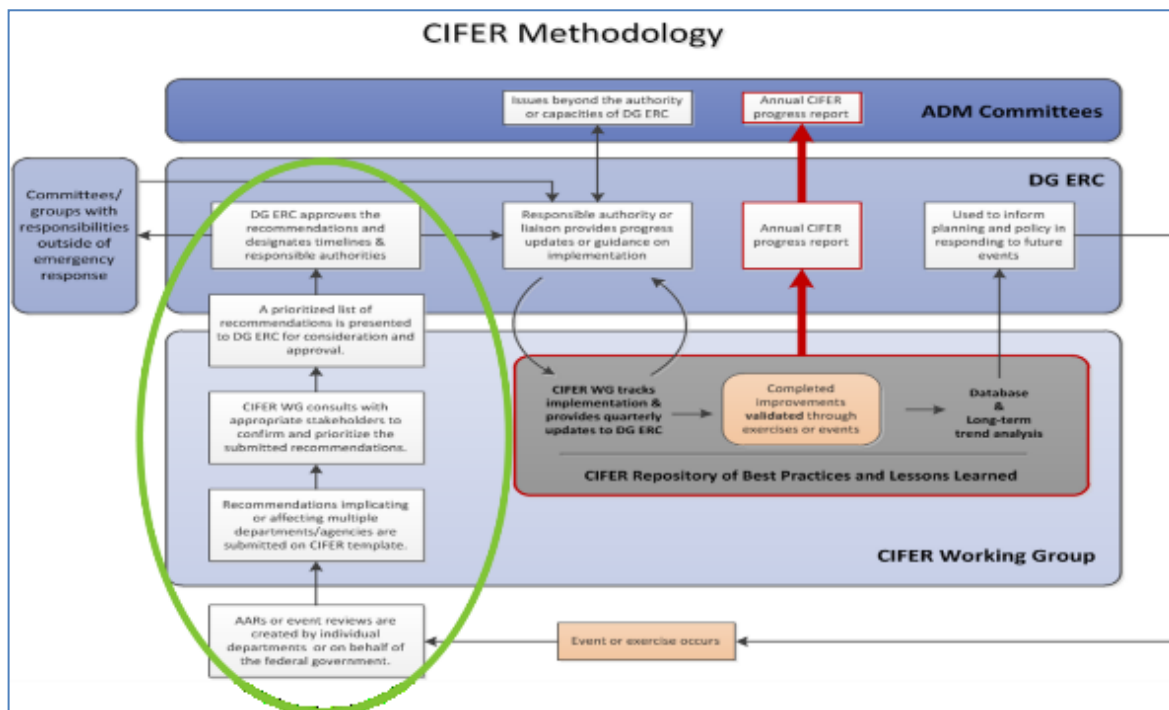 CIFER Methodology
Issues beyond the authority
or capacities of DG ERC
Annual CIFER
progress report
ADM Committees
Committees/
groups with
responsibilities
outside of
emergency
response
DG ERC
DG ERC approves the
recommendations and
designates timelines &
responsible authorities
Responsible authority or
liaison provides progress
updates or guidance on
implementation
Annual CIFER
progress report
Used to inform
planning and policy in
responding to future
events
A prioritized list of
recommendations is presented
to DG ERC for consideration and
approval.
CIFER WG consults with
appropriate stakeholders to
confirm and prioritize the
submitted recommendations.
Recommendations implicating
or affecting multiple
departments/agencies are
submitted on CIFER template.
CIFER WG tracks
implementation &
provides quarterly
updates to DG ERC
Completed
improvements
validated through
exercises or events
Database
&
Long-term
trend analysis
CIFER Repository of Best Practices and Lessons Learned
CIFER Working Group
AARs or event reviews are
created by individual
departments or on behalf of
the federal government.
Event or exercise occurs